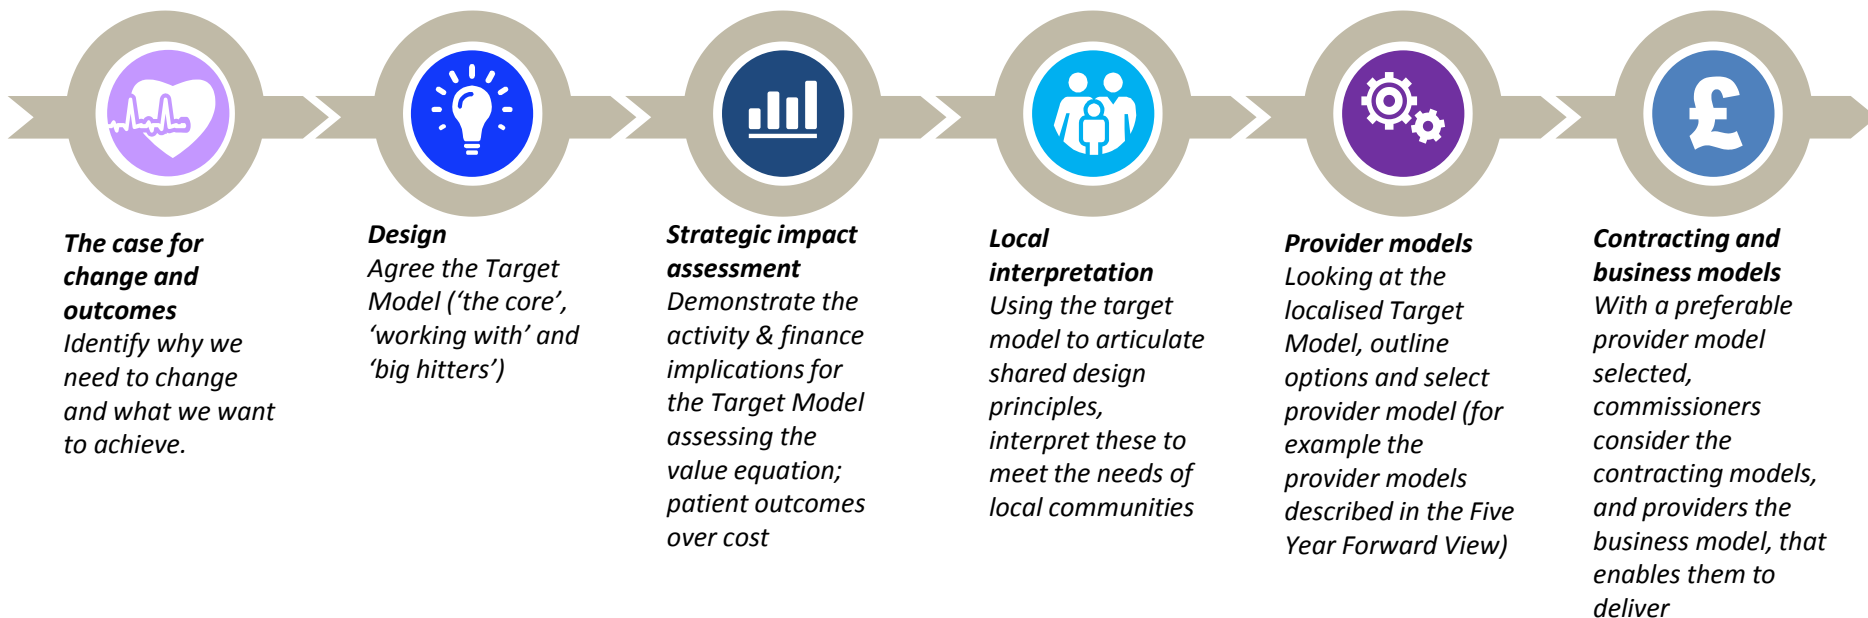 The case for
change and
outcomes
Identify why we
need to change
and what we want
to achieve.
Design
Agree the Target
Model (‘the core’,
‘working with’ and
‘big hitters’)
Strategic impact
assessment
Demonstrate the
activity & finance
implications for
the Target Model
assessing the
value equation;
patient outcomes
over cost
Local
interpretation
Using the target
model to articulate
shared design
principles,
interpret these to
meet the needs of
local communities
Provider models
Looking at the
localised Target
Model, outline
options and select
provider model (for
example the
provider models
described in the Five
Year Forward View)
£
Contracting and
business models
With a preferable
provider model
selected,
commissioners
consider the
contracting models,
and providers the
business model, that
enables them to
deliver